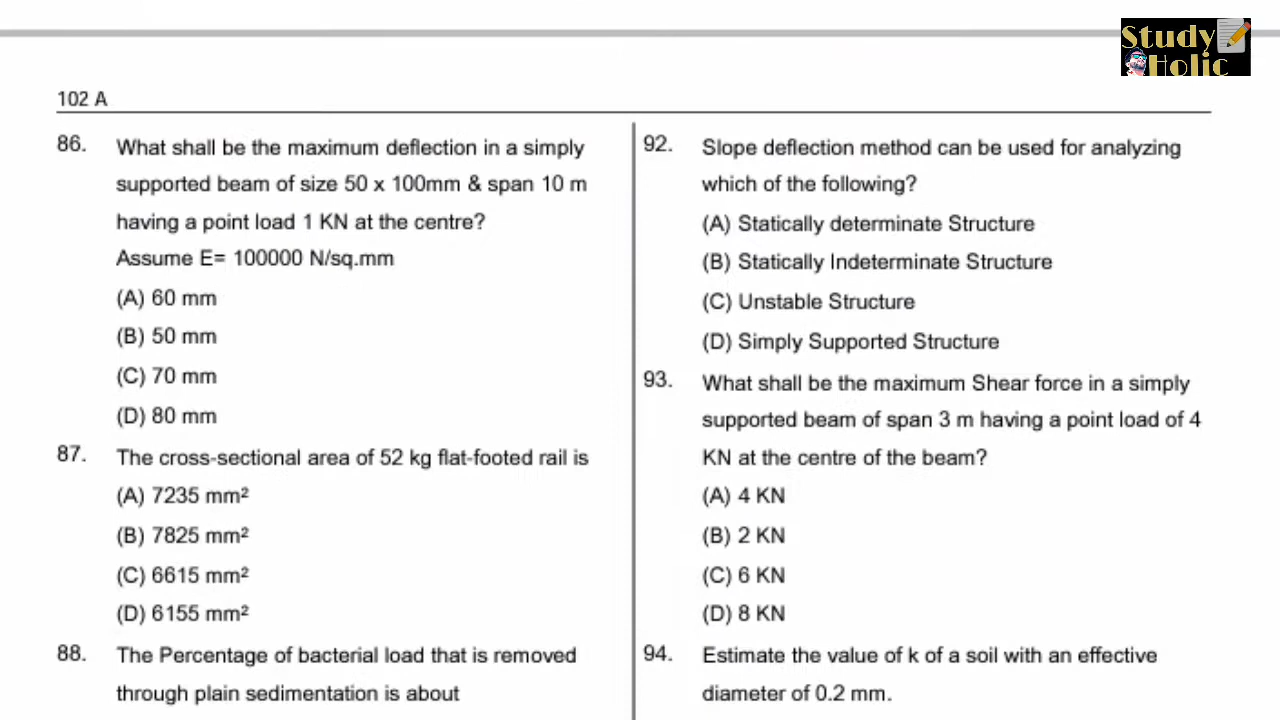 Study
Holic
102 A
86. What shall be the maximum deflection in a simply
supported beam of size 50 x 100mm & span 10 m
having a point load 1 KN at the centre?
Assume E= 100000 N/sq.mm
(A) 60 mm
(B) 50 mm
(C) 70 mm
(D) 80 mm
87. The cross-sectional area of 52 kg flat-footed rail is
(A) 7235 mm²
(B) 7825 mm²
(C) 6615 mm²
(D) 6155 mm²
88. The Percentage of bacterial load that is removed
through plain sedimentation is about
92. Slope deflection method can be used for analyzing
which of the following?
(A) Statically determinate Structure
(B) Statically Indeterminate Structure
(C) Unstable Structure
(D) Simply Supported Structure
93. What shall be the maximum Shear force in a simply
supported beam of span 3 m having a point load of 4
KN at the centre of the beam?
(A) 4 KN
(B) 2 KN
(C) 6 KN
(D) 8 KN
94. Estimate the value of k of a soil with an effective
diameter of 0.2 mm.